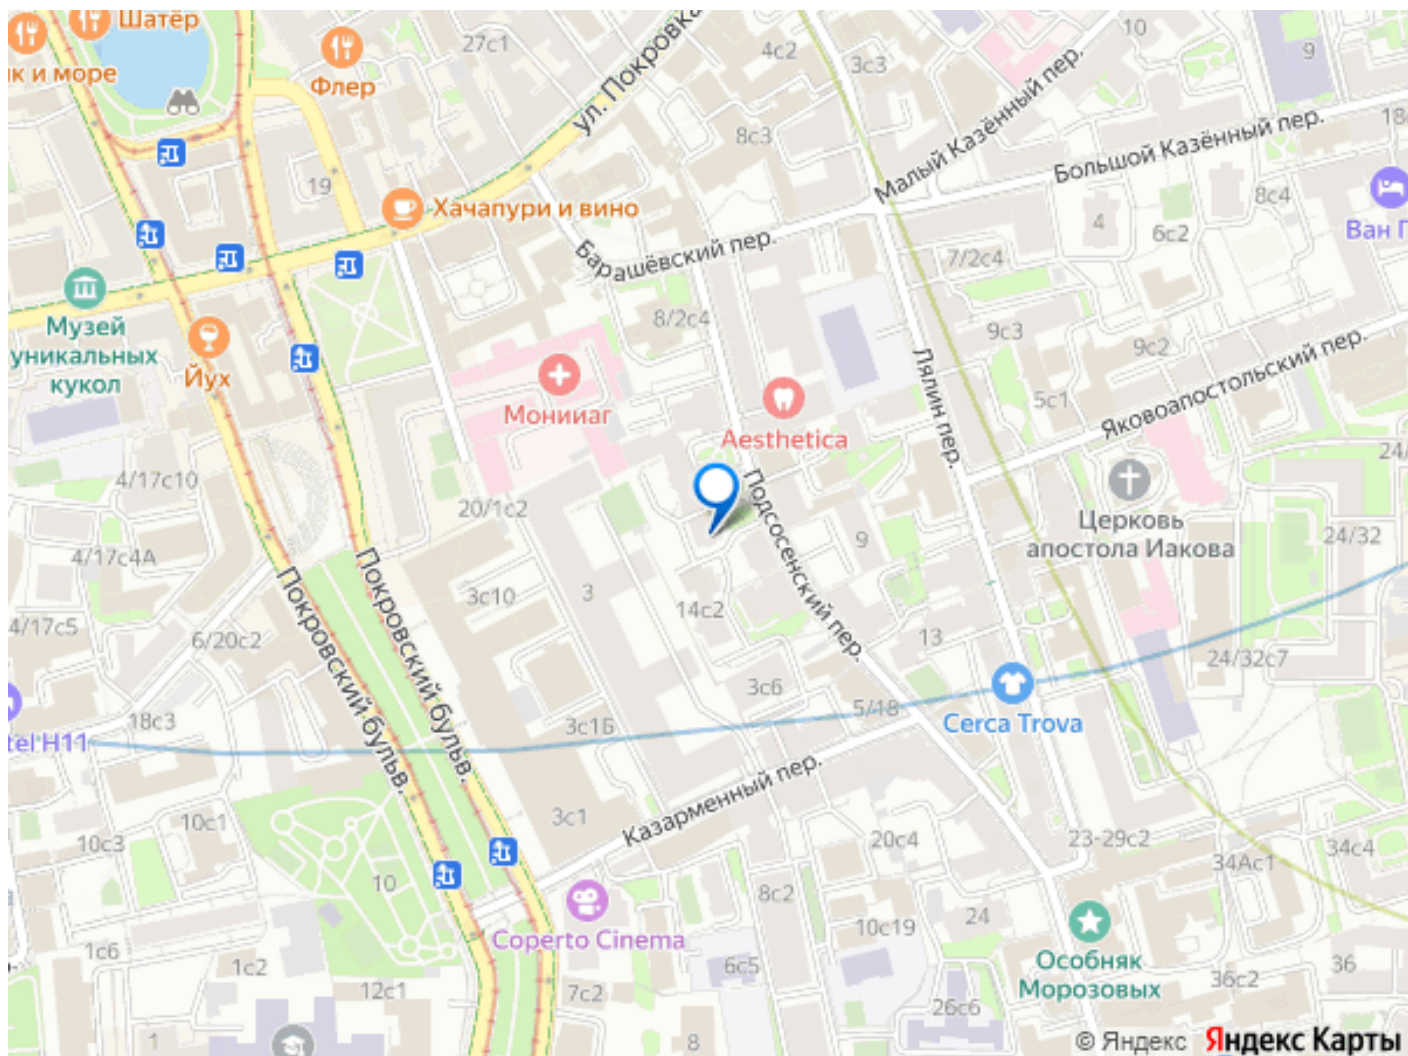 Шатёр
к и море
Флер
27с1
ул. Покровка
4с2
3с3
10
9
8с3
Малый Казённый пер.
Большой Казённый пер.
18
19
Хачапури и вино
Барашёвский пер.
4
6с2
8с4
Ван Г
7/2с4
Музей
уникальных
кукол
Йух
8/2с4
9с3
9с2
Мониияг
Aesthetica
Лялин пер.
5с1
Яковоапостольский пер.
4/17с10
20/1с2
Подсосенский пер.
Церковь
апостола Иакова
24/
24/32
4/17с4А
9
3с10
3
14с2
4/17с5
6/20с2
Покровский бульв.
Покровский бульв.
13
24/32с7
3с6
18с3
3с1Б
5/18
Cerca Trova
tel H11
Казарменный пер.
10с3
10с1
3с1
20с4
23-29с2
34Ас1
34с4
10
8с2
Coperto Cinema
10с19
24
Особняк
Морозовых
1с6
1с2
12с1
7с2
6с5
26с6
36с2
36
1
8
© Яндекс Яндекс Карты